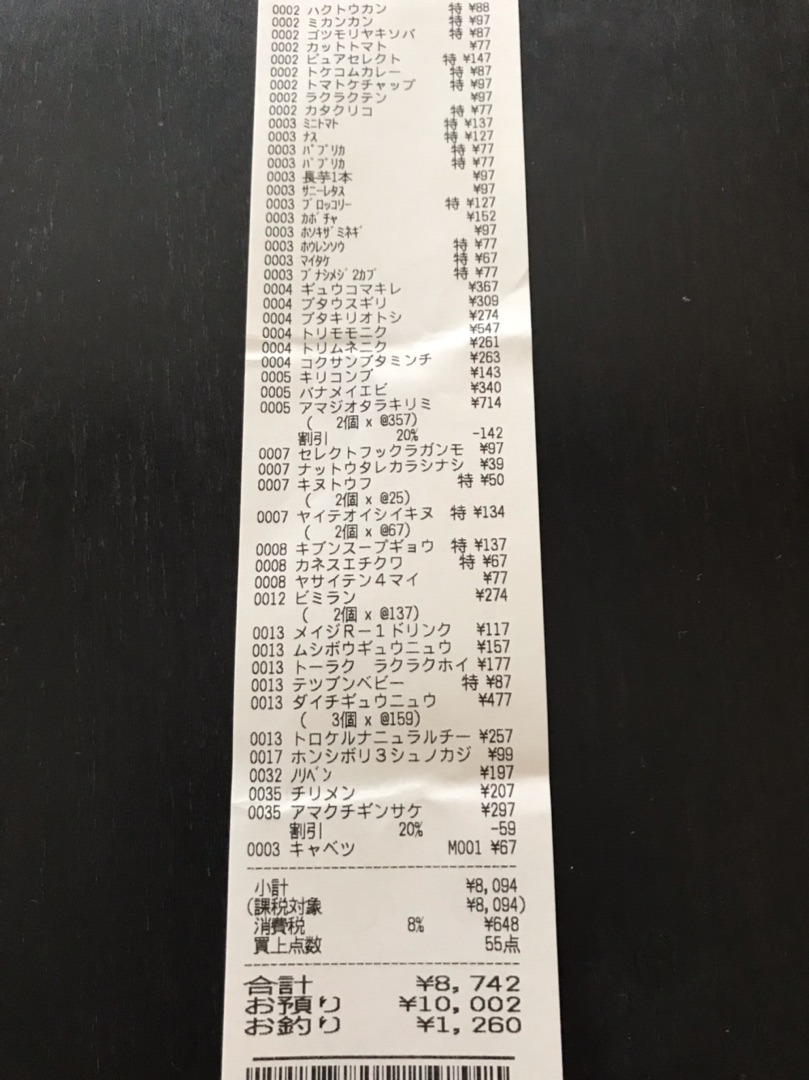 0002 ハクトウカン 特 ¥88
0002 ミカンカン 特 ¥97
0002 ゴツモリヤキソバ 特 ¥87
0002 カットトマト ¥77
0002 ピュアセレクト 特 ¥147
0002 トケコムカレー 特 ¥87
0002 トマトケチャップ 特 ¥97
0002 ラクラクテン ¥97
0002 カタクリコ 特 ¥77
0003 ミニトマト 特 ¥137
0003 ナス 特 ¥127
0003 パプリカ 特 ¥77
0003 パプリカ 特 ¥77
0003 長芋1本 ¥97
0003 サニーレタス ¥97
0003 ブロッコリー 特 ¥127
0003 カボチャ ¥152
0003 ホソキザミネギ ¥97
0003 ホウレンソウ 特 ¥77
0003 マイタケ 特 ¥67
0003 ブナシメジ2カブ 特 ¥77
0004 ギュウコマキレ ¥367
0004 ブタウスギリ ¥309
0004 ブタキリオトシ ¥274
0004 トリモモニク ¥547
0004 トリムネニク ¥261
0004 コクサンブタミンチ ¥263
0005 キリコンブ ¥143
0005 バナメイエビ ¥340
0005 アマジオタラキリミ ¥714
( 2個 x @357)
割引 20% -142
0007 セレクトフックラガンモ ¥97
0007 ナットウタレカラシナシ ¥39
0007 キヌトウフ 特 ¥50
( 2個 x @25)
0007 ヤイテオイシイキヌ 特 ¥134
( 2個 x @67)
0008 キブンスープギョウ 特 ¥137
0008 カネスエチクワ 特 ¥67
0008 ヤサイテン4マイ ¥77
0012 ビミラン ¥274
( 2個 x @137)
0013 メイジR-1ドリンク ¥117
0013 ムシボウギュウニュウ ¥157
0013 トーラク ラクラクホイ ¥177
0013 テツブンベビー 特 ¥87
0013 ダイチギュウニュウ ¥477
( 3個 x @159)
0013 トロケルナニュラルチー ¥257
0017 ホンシボリ3シュノカジ ¥99
0032 ノリベン ¥197
0035 チリメン ¥207
0035 アマクチギンサケ ¥297
割引 20% -59
0003 キャベツ M001 ¥67
小計 ¥8,094
(課税対象 ¥8,094)
消費税 8% ¥648
買上点数 55点
合計 ¥8,742
お預り ¥10,002
お釣り ¥1,260